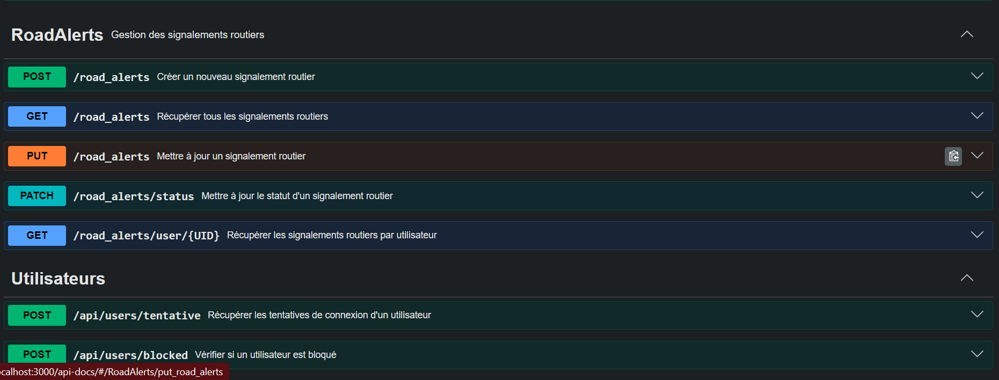 RoadAlerts Gestion des signalements routiers
POST /road_alerts Créer un nouveau signalement routier
GET /road_alerts Récupérer tous les signalements routiers
PUT /road_alerts Mettre à jour un signalement routier
PATCH /road_alerts/status Mettre à jour le statut d'un signalement routier
GET /road_alerts/user/{UID} Récupérer les signalements routiers par utilisateur
Utilisateurs
POST /api/users/tentative Récupérer les tentatives de connexion d'un utilisateur
POST /api/users/blocked Vérifier si un utilisateur est bloqué
ocalhost:3000/api-docs/#/RoadAlerts/put_road_alerts